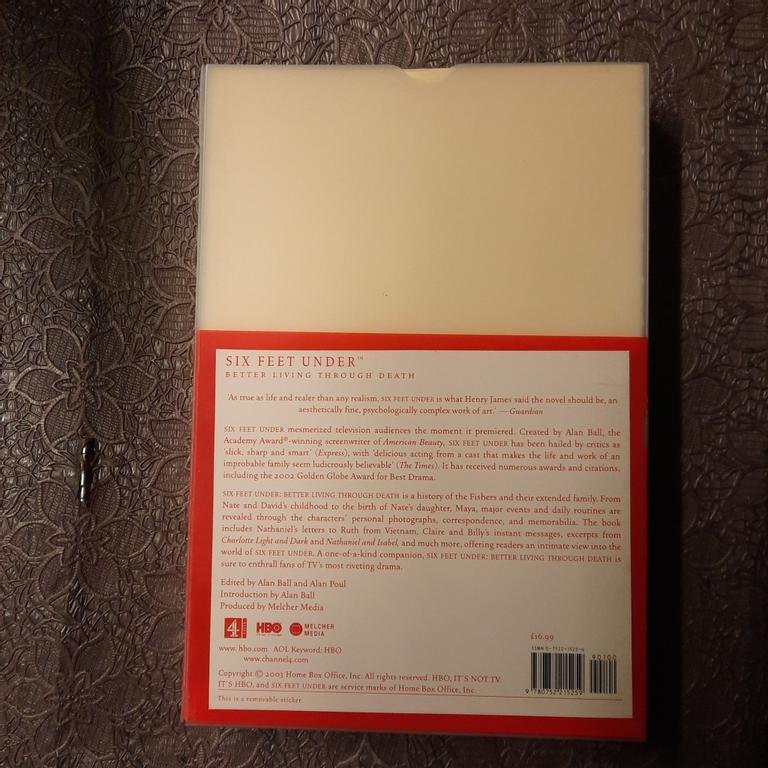 SIX FEET UNDER™
BETTER LIVING THROUGH DEATH
'As true as life and realer than any realism, SIX FEET UNDER is what Henry James said the novel should be, an
aesthetically fine, psychologically complex work of art.' — Guardian
SIX FEET UNDER mesmerized television audiences the moment it premiered. Created by Alan Ball, the
Academy Award®-winning screenwriter of American Beauty, SIX FEET UNDER has been hailed by critics as
'slick, sharp and smart' (Express), with 'delicious acting from a cast that makes the life and work of an
improbable family seem ludicrously believable' (The Times). It has received numerous awards and citations,
including the 2002 Golden Globe Award for Best Drama.
SIX FEET UNDER: BETTER LIVING THROUGH DEATH is a history of the Fishers and their extended family. From
Nate and David's childhood to the birth of Nate's daughter, Maya, major events and daily routines are
revealed through the characters' personal photographs, correspondence, and memorabilia. The book
includes Nathaniel's letters to Ruth from Vietnam, Claire and Billy's instant messages, excerpts from
Charlotte Light and Dark and Nathaniel and Isabel, and much more, offering readers an intimate view into the
world of SIX FEET UNDER. A one-of-a-kind companion, SIX FEET UNDER: BETTER LIVING THROUGH DEATH is
sure to enthrall fans of TV's most riveting drama.
Edited by Alan Ball and Alan Poul
Introduction by Alan Ball
Produced by Melcher Media
4 HBO MELCHER
MEDIA
£16.99
www.hbo.com AOL Keyword: HBO
www.channel4.com
ISBN 0-7522-1525-6
90100
9 780752 215259
Copyright © 2003 Home Box Office, Inc. All rights reserved. HBO, IT'S NOT TV.
IT'S HBO, and SIX FEET UNDER are service marks of Home Box Office, Inc.
This is a removable sticker